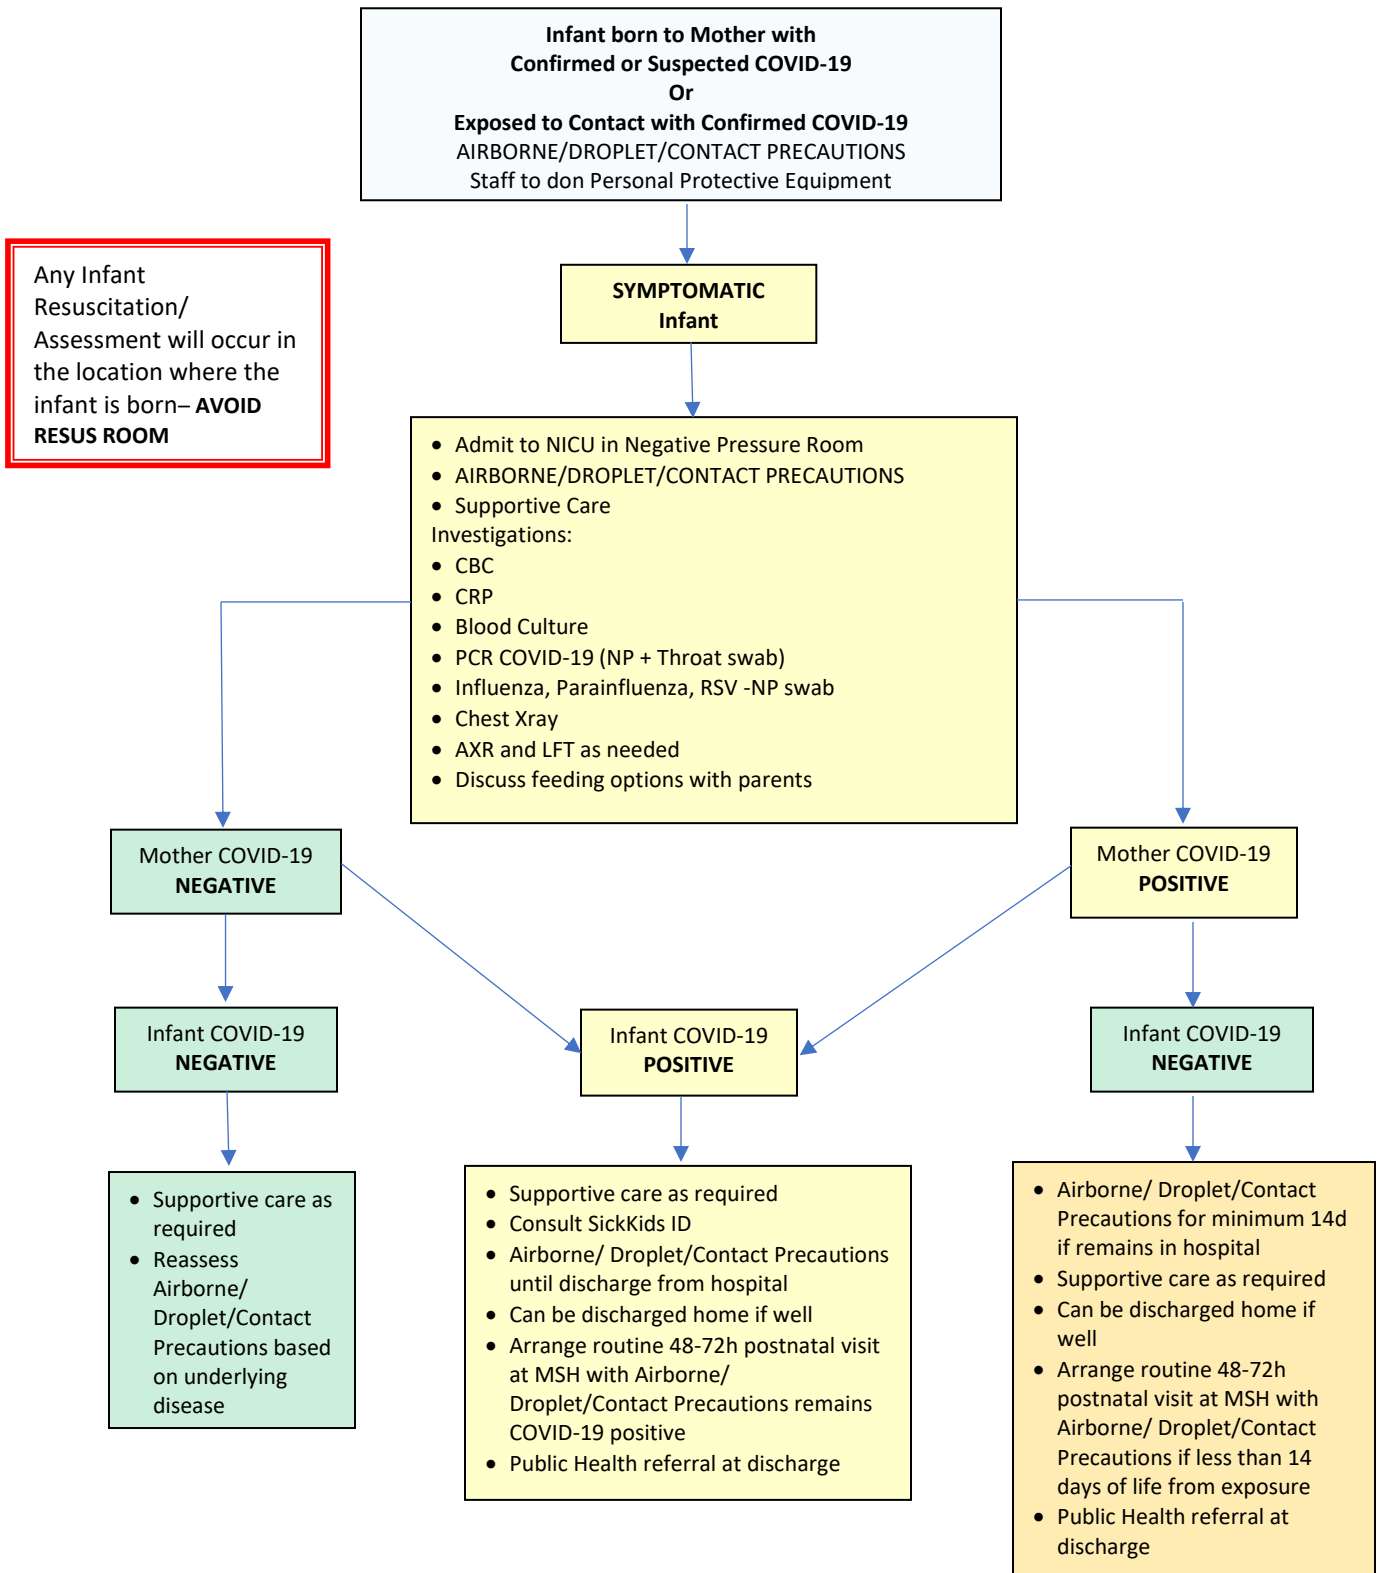 Infant born to Mother with
Confirmed or Suspected COVID-19
Or
Exposed to Contact with Confirmed COVID-19
AIRBORNE/DROPLET/CONTACT PRECAUTIONS
Staff to don Personal Protective Equipment
Any Infant
Resuscitation/
Assessment will occur in
the location where the
infant is born– AVOID
RESUS ROOM
SYMPTOMATIC
Infant
• Admit to NICU in Negative Pressure Room
• AIRBORNE/DROPLET/CONTACT PRECAUTIONS
• Supportive Care
Investigations:
• CBC
• CRP
• Blood Culture
• PCR COVID-19 (NP + Throat swab)
• Influenza, Parainfluenza, RSV -NP swab
• Chest Xray
• AXR and LFT as needed
• Discuss feeding options with parents
Mother COVID-19
NEGATIVE
Mother COVID-19
POSITIVE
Infant COVID-19
NEGATIVE
Infant COVID-19
POSITIVE
Infant COVID-19
NEGATIVE
• Supportive care as
required
• Reassess
Airborne/
Droplet/Contact
Precautions based
on underlying
disease
• Supportive care as required
• Consult SickKids ID
• Airborne/ Droplet/Contact Precautions
until discharge from hospital
• Can be discharged home if well
• Arrange routine 48-72h postnatal visit
at MSH with Airborne/
Droplet/Contact Precautions remains
COVID-19 positive
• Public Health referral at discharge
• Airborne/ Droplet/Contact
Precautions for minimum 14d
if remains in hospital
• Supportive care as required
• Can be discharged home if
well
• Arrange routine 48-72h
postnatal visit at MSH with
Airborne/ Droplet/Contact
Precautions if less than 14
days of life from exposure
• Public Health referral at
discharge